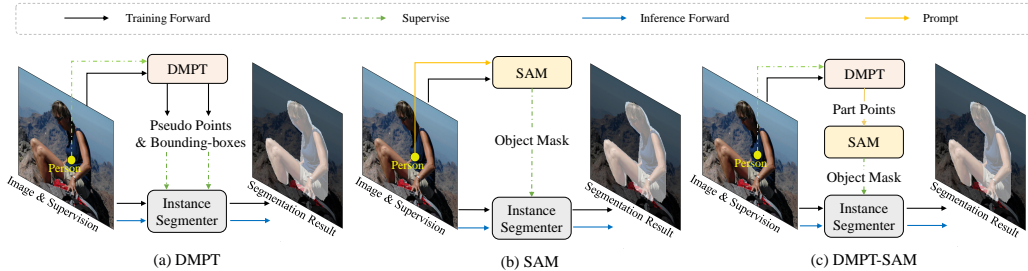 Training Forward
Supervise
Inference Forward
Prompt
DMPT
Pseudo Points
& Bounding-boxes
Person
Image & Supervision
Instance
Segmenter
Segmentation Result
(a) DMPT
SAM
Object Mask
Person
Image & Supervision
Instance
Segmenter
Segmentation Result
(b) SAM
DMPT
Part Points
SAM
Object Mask
Person
Image & Supervision
Instance
Segmenter
Segmentation Result
(c) DMPT-SAM